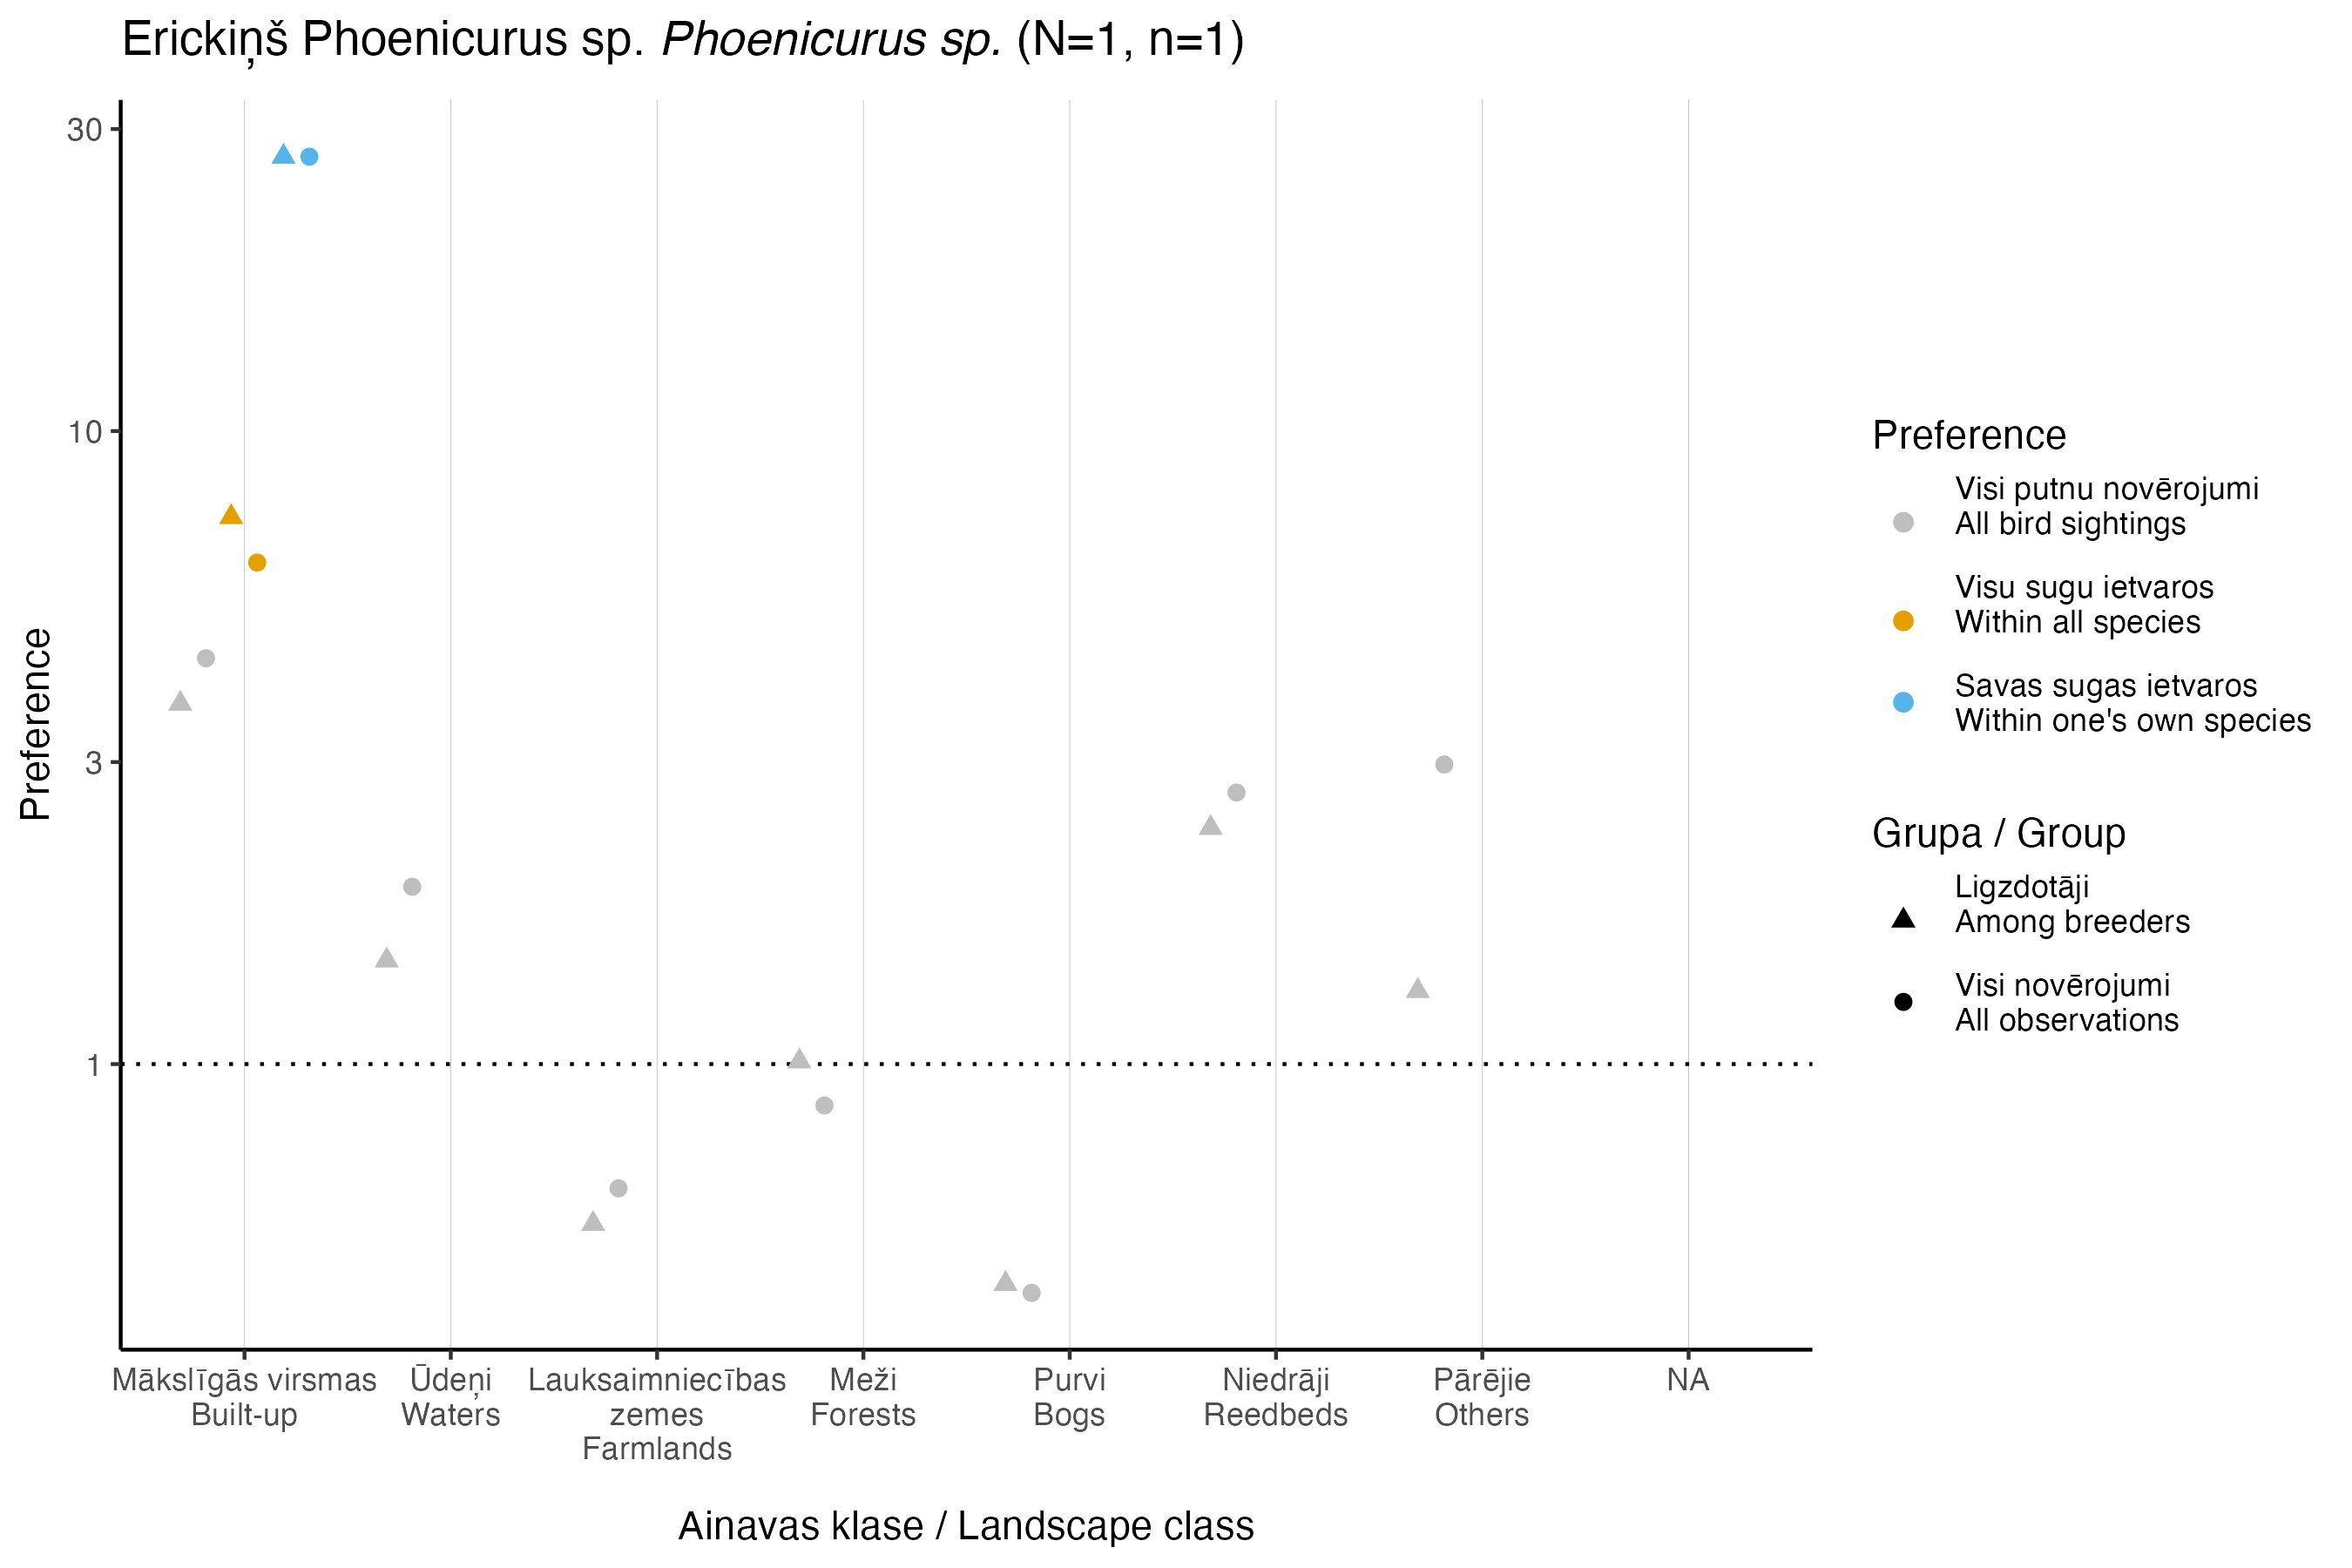 Erickiņš Phoenicurus sp. Phoenicurus sp. (N=1, n=1)
30
10
3
1
Preference
Mākslīgās virsmas
Built-up
Ūdeņi
Waters
Lauksaimniecības
zemes
Farmlands
Meži
Forests
Purvi
Bogs
Niedrāji
Reedbeds
Pārējie
Others
NA
Ainavas klase / Landscape class
Preference
Visi putnu novērojumi
All bird sightings
Visu sugu ietvaros
Within all species
Savas sugas ietvaros
Within one's own species
Grupa / Group
Ligzdotāji
Among breeders
Visi novērojumi
All observations